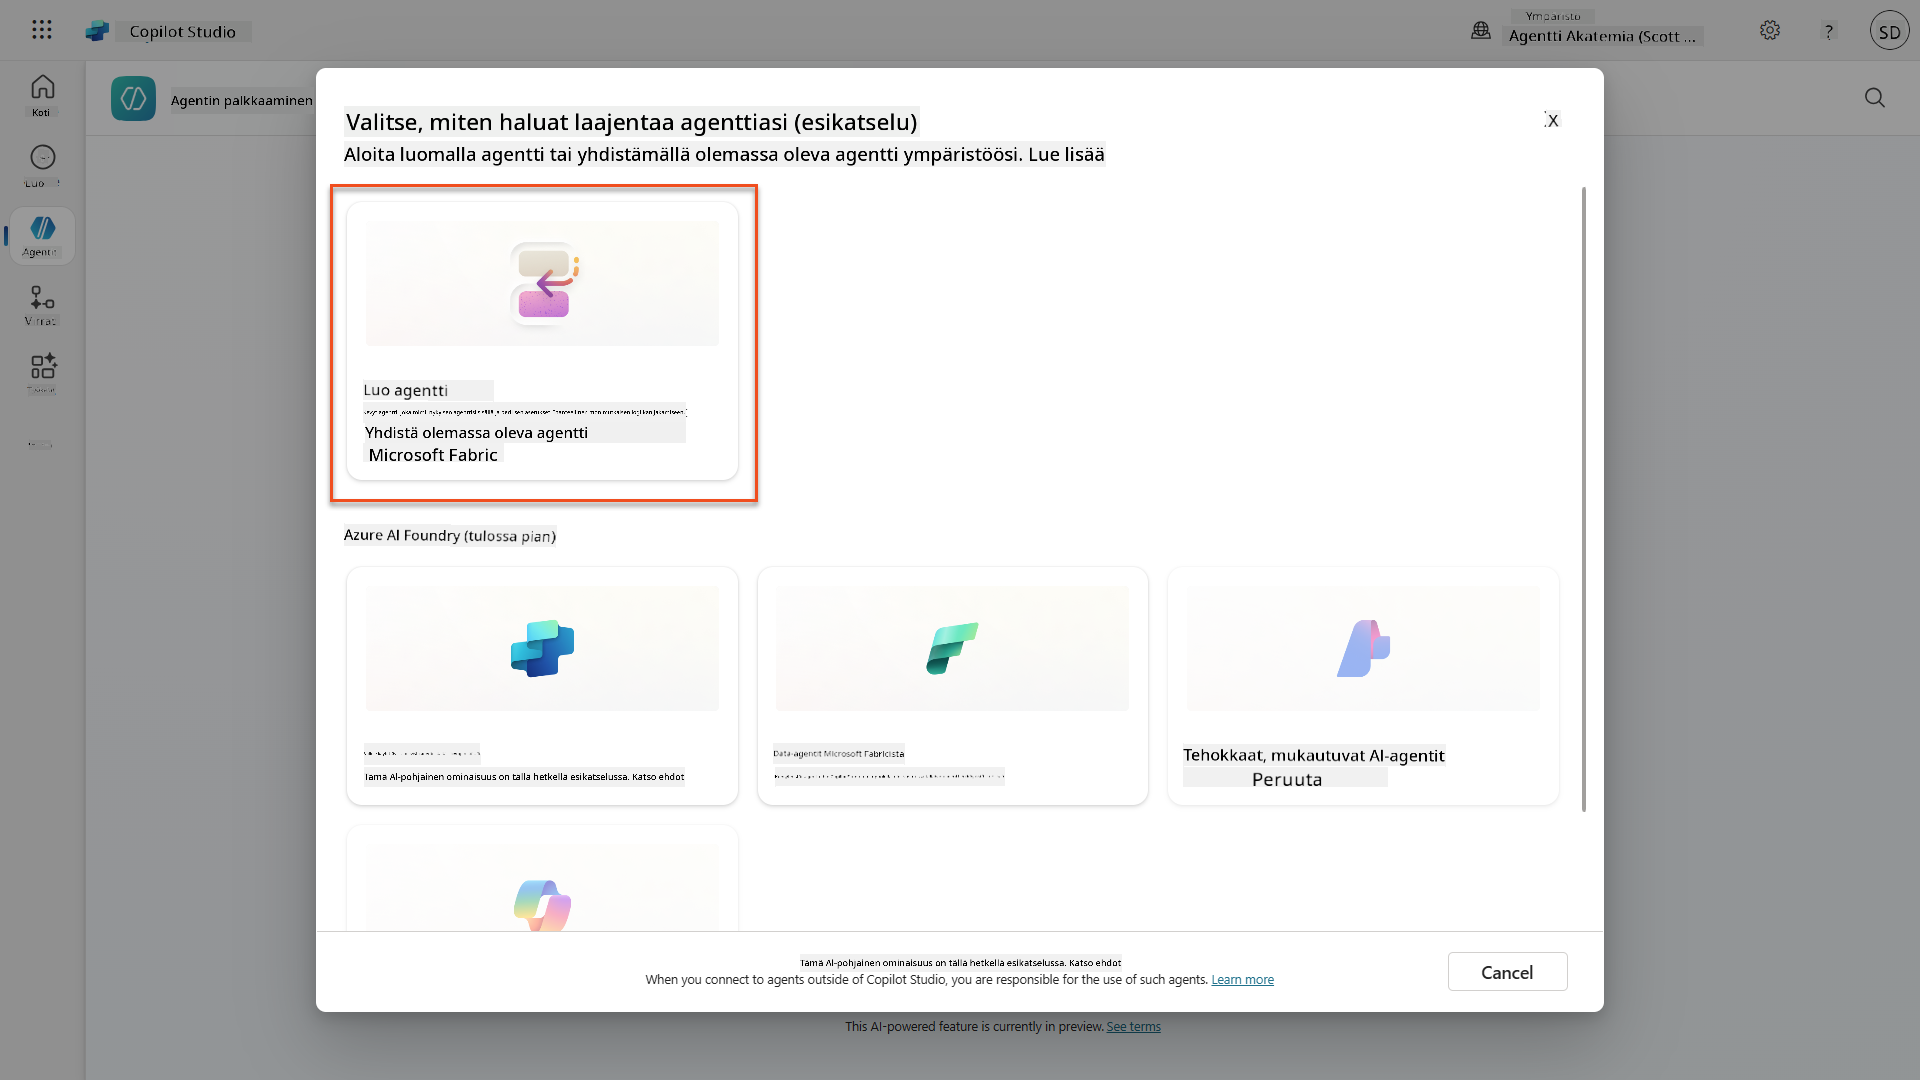 Copilot Studio
Ympäristö
Agentti Akatemia (Scott ...
?
SD
Koti
Agentin palkkaaminen
Luo
Agentit
Virrat
Valitse, miten haluat laajentaa agenttiasi (esikatselu)
X
Aloita luomalla agentti tai yhdistämällä olemassa oleva agentti ympäristöösi. Lue lisää
Luo agentti
Yhdistä olemassa oleva agentti
Microsoft Fabric
Azure AI Foundry (tulossa pian)
Tämä AI-pohjainen ominaisuus on tällä hetkellä esikatselussa. Katso ehdot
Data-agentit Microsoft Fabricista
Tehokkaat, mukautuvat AI-agentit
Peruuta
Tämä AI-pohjainen ominaisuus on tällä hetkellä esikatselussa. Katso ehdot
When you connect to agents outside of Copilot Studio, you are responsible for the use of such agents. Learn more
Cancel
This AI-powered feature is currently in preview. See terms